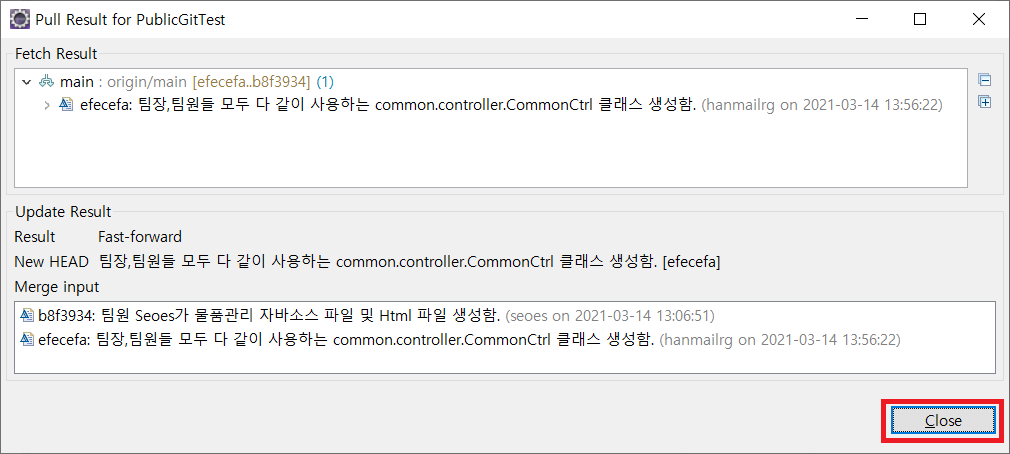 Pull Result for PublicGitTest
Fetch Result
main : origin/main [efecefa..b8f3934] (1)
efecefa: 팀장,팀원들 모두 다 같이 사용하는 common.controller.CommonCtrl 클래스 생성함. (hanmailrg on 2021-03-14 13:56:22)
Update Result
Result Fast-forward
New HEAD 팀장,팀원들 모두 다 같이 사용하는 common.controller.CommonCtrl 클래스 생성함. [efecefa]
Merge input
b8f3934: 팀원 Seoes가 물품관리 자바소스 파일 및 Html 파일 생성함. (seoes on 2021-03-14 13:06:51)
efecefa: 팀장,팀원들 모두 다 같이 사용하는 common.controller.CommonCtrl 클래스 생성함. (hanmailrg on 2021-03-14 13:56:22)
Close